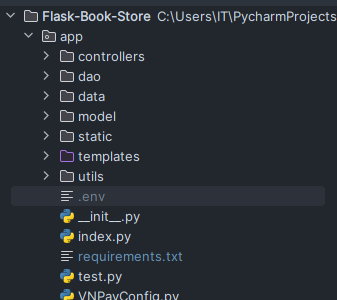 Flask-Book-Store C:\Users\IT\PycharmProjects
app
controllers
dao
data
model
static
templates
utils
.env
__init__.py
index.py
requirements.txt
test.py
VNPayConfig.py